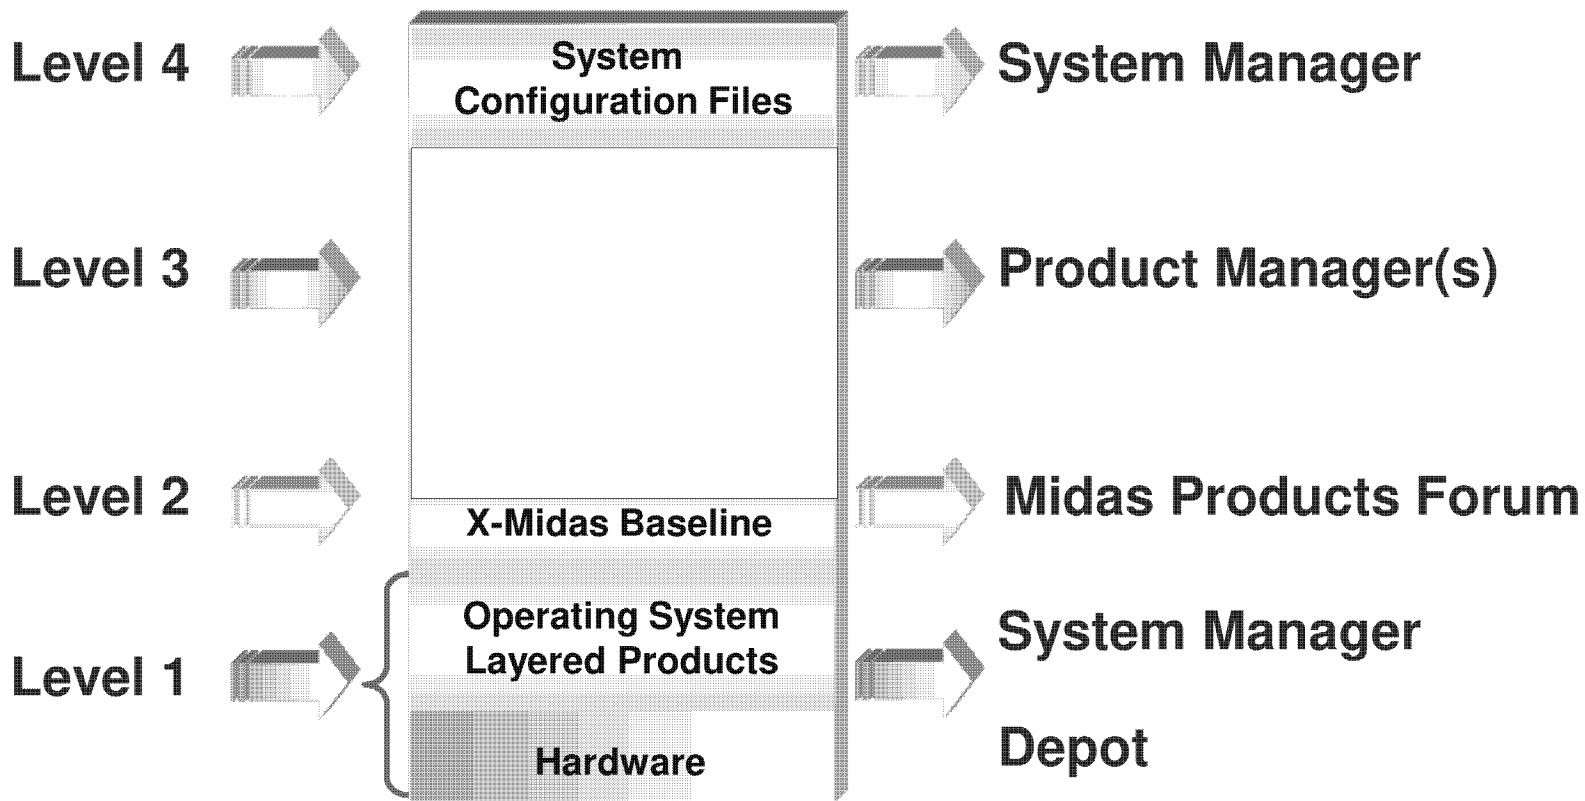 Level 4
System
Configuration Files
System Manager
Level 3
Product Manager(s)
Level 2
X-Midas Baseline
Midas Products Forum
Level 1
Operating System
Layered Products
Hardware
System Manager
Depot